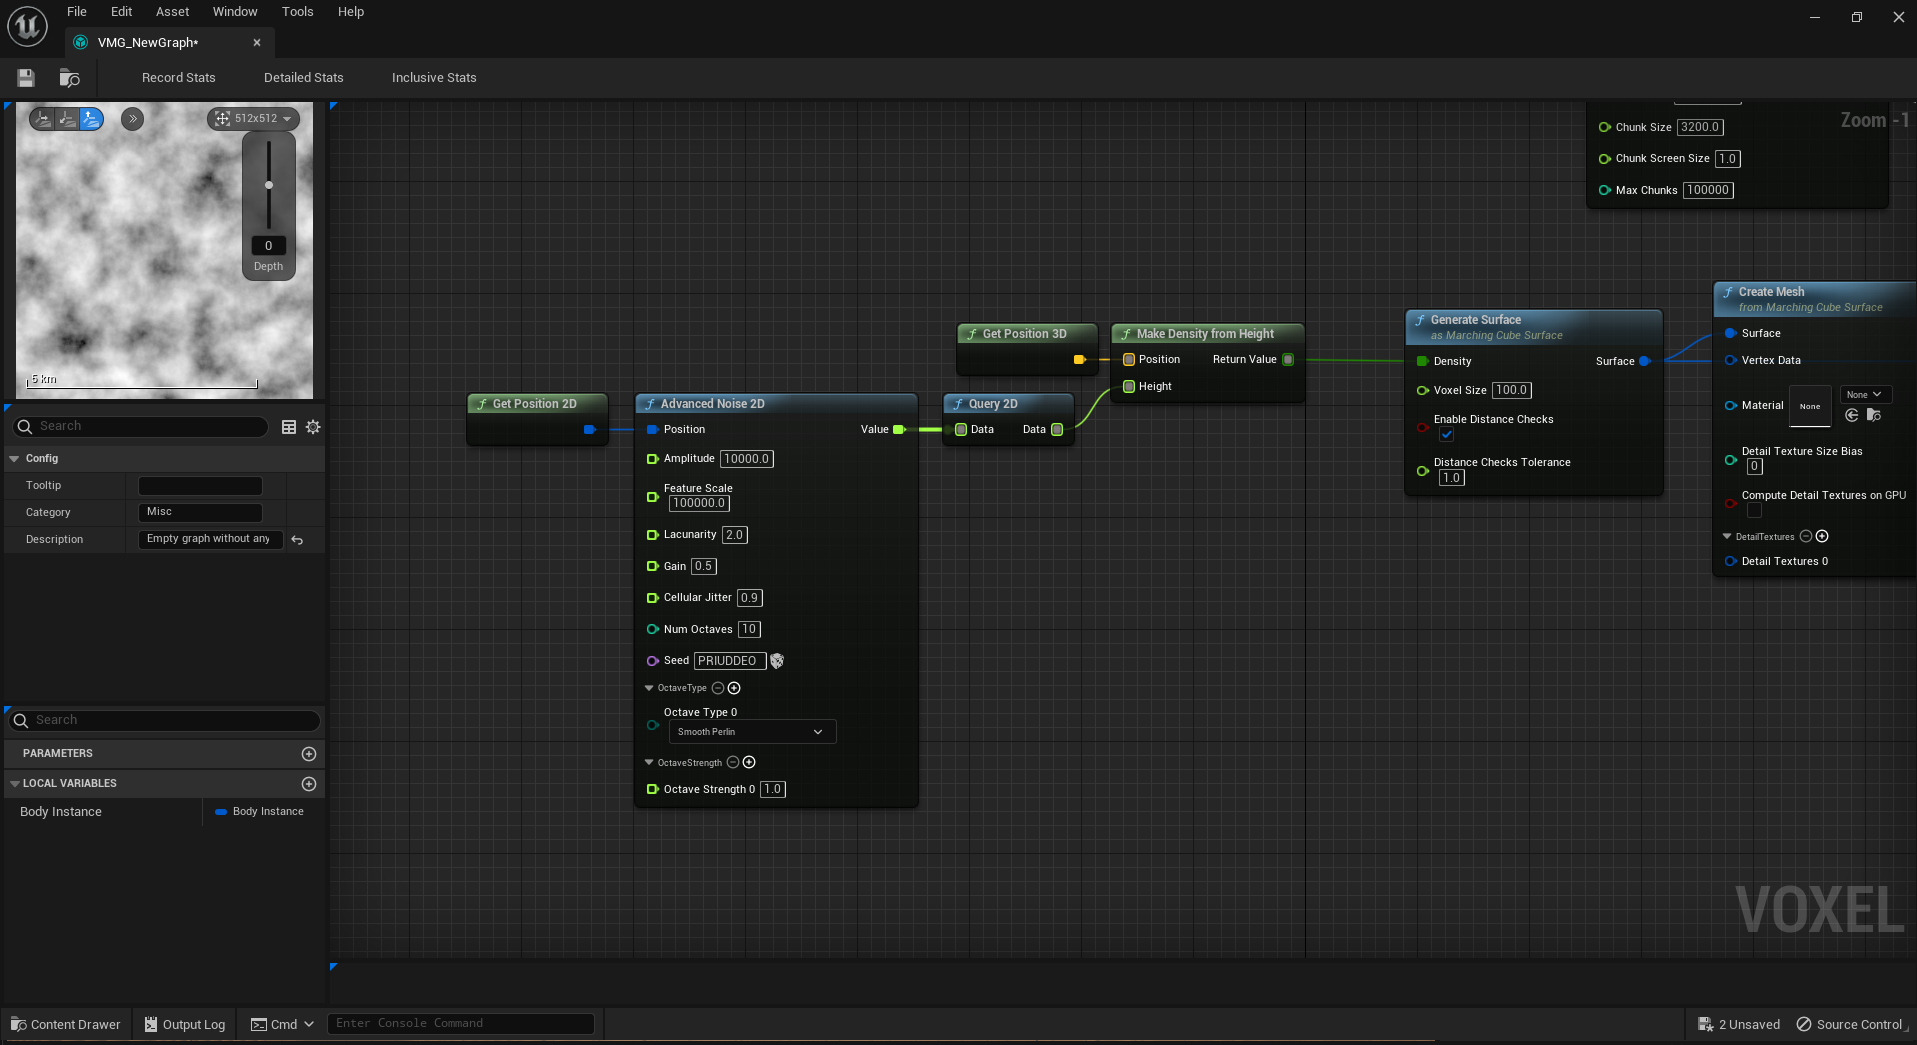 File Edit Asset Window Tools Help
VMG_NewGraph*
Record Stats Detailed Stats Inclusive Stats
512x512
0
Depth
5 km
Search
Config
Tooltip
Category Misc
Description Empty graph without any
Search
PARAMETERS
LOCAL VARIABLES
Body Instance Body Instance
Zoom -1
Chunk Size 3200.0
Chunk Screen Size 1.0
Max Chunks 100000
Get Position 2D
Advanced Noise 2D
Position Value
Amplitude 10000.0
Feature Scale
100000.0
Lacunarity 2.0
Gain 0.5
Cellular Jitter 0.9
Num Octaves 10
Seed PRIUDDEO
OctaveType
Octave Type 0
Smooth Perlin
OctaveStrength
Octave Strength 0 1.0
Query 2D
Data Data
Get Position 3D
Make Density from Height
Position Return Value
Height
Generate Surface
as Marching Cube Surface
Density Surface
Voxel Size 100.0
Enable Distance Checks
Distance Checks Tolerance
1.0
Create Mesh
from Marching Cube Surface
Surface
Vertex Data
Material None None
Detail Texture Size Bias
0
Compute Detail Textures on GPU
DetailTextures
Detail Textures 0
VOXEL
Content Drawer Output Log Cmd Enter Console Command 2 Unsaved Source Control